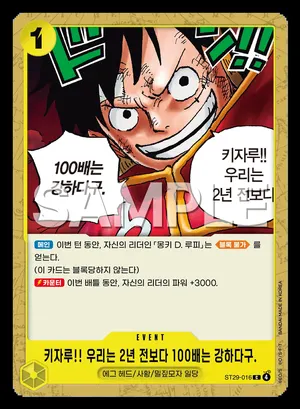 1
!!
100배는
강하다구.
키자루!!
우리는
2년 전보다
SAMPLE
메인 이번 턴 동안, 자신의 리더인 「몽키 D. 루피」는 블록 불가 를
얻는다.
(이 카드는 블록당하지 않는다)
카운터 이번 배틀 동안, 자신의 리더의 파워 +3000.
EVENT
키자루!! 우리는 2년 전보다 100배는 강하다구.
에그 헤드/사황/밀짚모자 일당
ST29-016 C